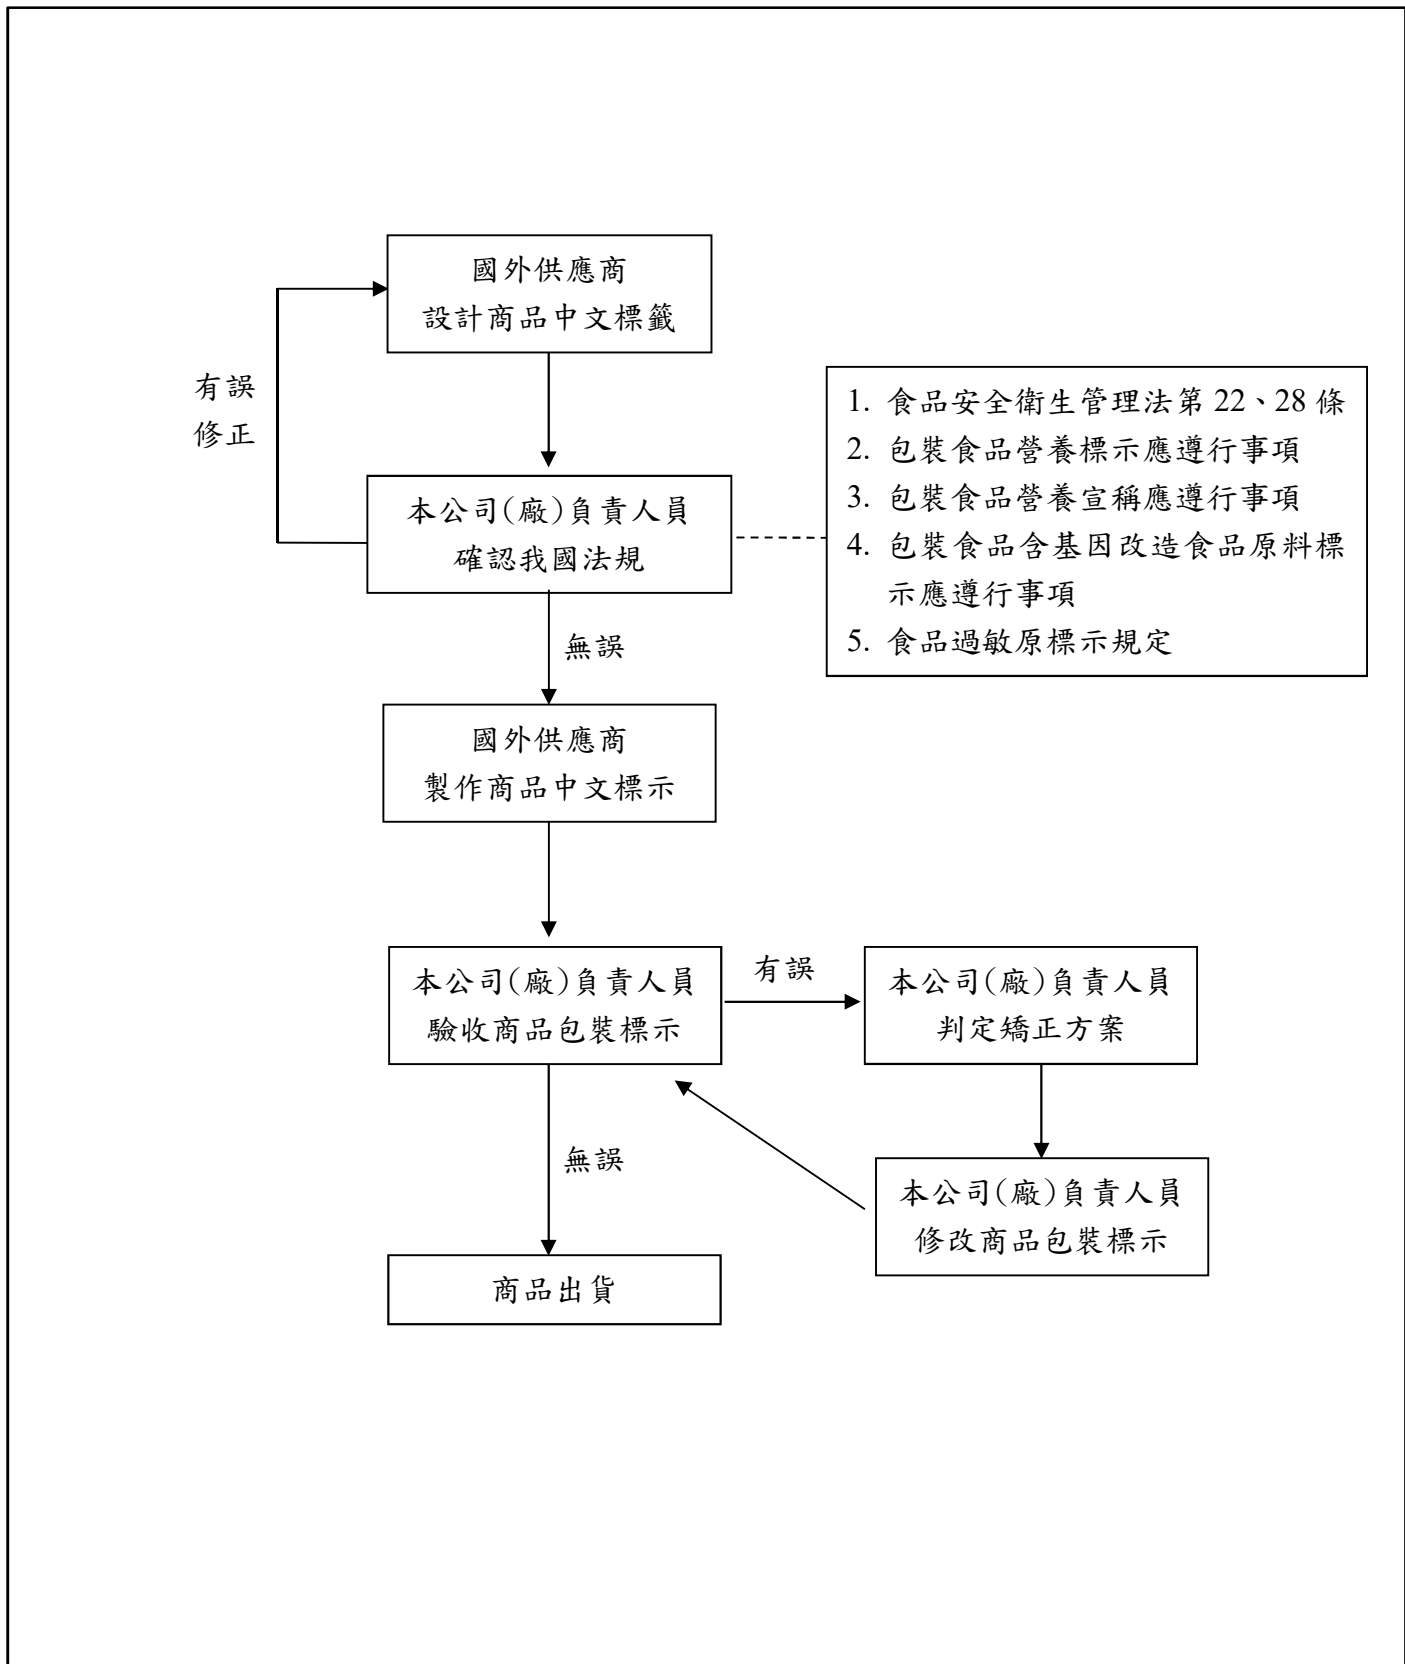 國外供應商
設計商品中文標籤
有誤
修正
本公司(廠)負責人員
確認我國法規
1. 食品安全衛生管理法第 22、28 條
2. 包裝食品營養標示應遵行事項
3. 包裝食品營養宣稱應遵行事項
4. 包裝食品含基因改造食品原料標
示應遵行事項
5. 食品過敏原標示規定
無誤
國外供應商
製作商品中文標示
本公司(廠)負責人員
驗收商品包裝標示
有誤
本公司(廠)負責人員
判定矯正方案
無誤
本公司(廠)負責人員
修改商品包裝標示
商品出貨